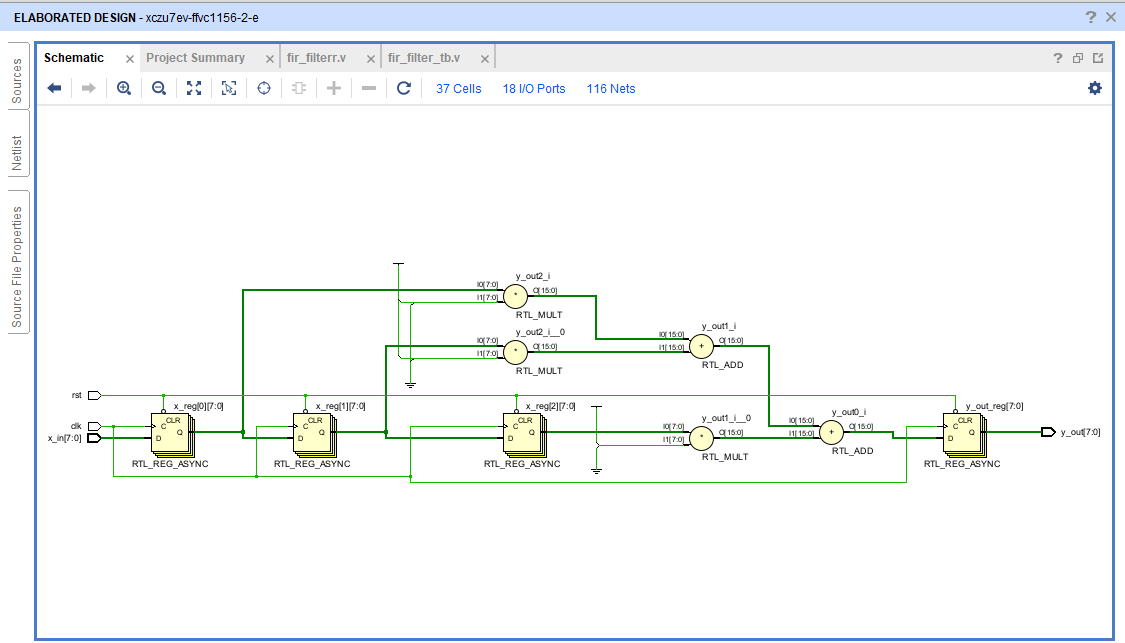 ELABORATED DESIGN - xczu7ev-ffvc1156-2-e
? ×
Sources
Netlist
Source File Properties
Schematic × Project Summary × fir_filterr.v × fir_filter_tb.v ×
?
37 Cells 18 I/O Ports 116 Nets
y_out2_i
I0[7:0]
I1[7:0]
*
O[15:0]
RTL_MULT
y_out2_i__0
I0[7:0]
I1[7:0]
*
O[15:0]
RTL_MULT
y_out1_i
I0[15:0]
I1[15:0]
+
O[15:0]
RTL_ADD
rst
clk
x_in[7:0]
x_reg[0][7:0]
CLR
C
Q
D
RTL_REG_ASYNC
x_reg[1][7:0]
CLR
C
Q
D
RTL_REG_ASYNC
x_reg[2][7:0]
CLR
C
Q
D
RTL_REG_ASYNC
y_out1_i__0
I0[7:0]
I1[7:0]
*
O[15:0]
RTL_MULT
y_out0_i
I0[15:0]
I1[15:0]
+
O[15:0]
RTL_ADD
y_out_reg[7:0]
CLR
C
Q
D
RTL_REG_ASYNC
y_out[7:0]